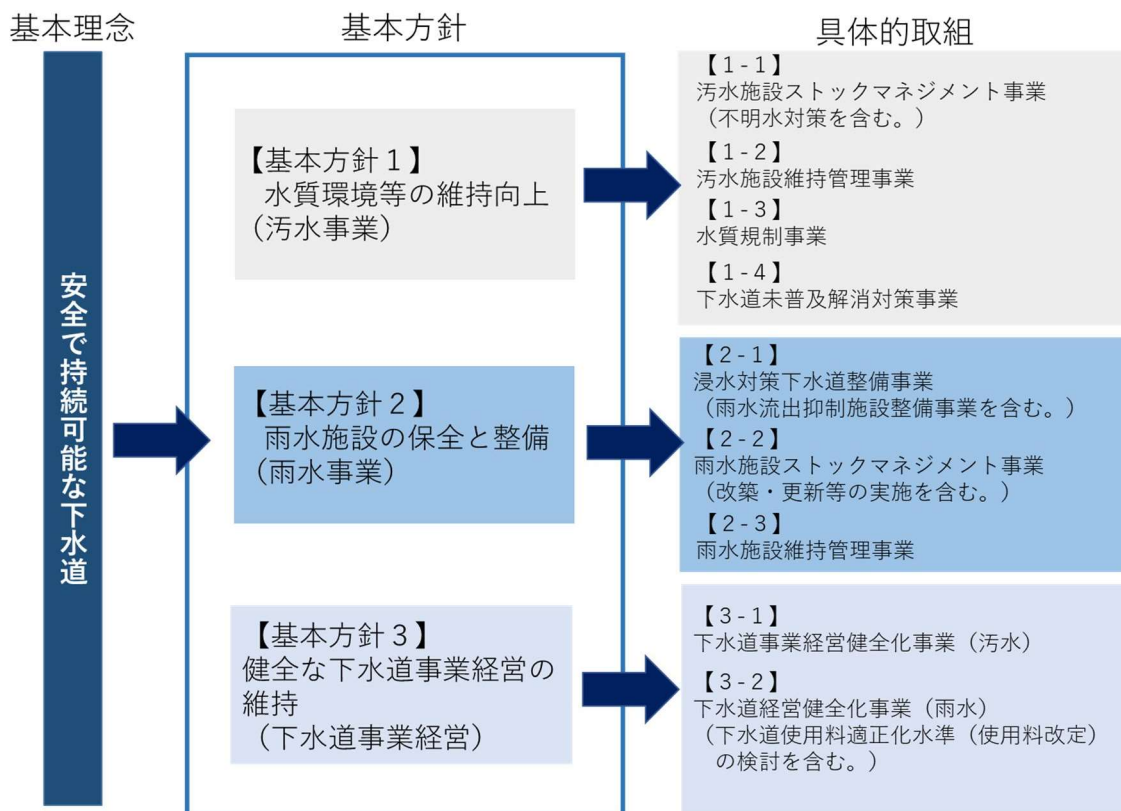 基本理念
基本方針
具体的取組
安全で持続可能な下水道
【基本方針１】
水質環境等の維持向上
（汚水事業）
【1-1】
汚水施設ストックマネジメント事業
（不明水対策を含む。）
【1-2】
汚水施設維持管理事業
【1-3】
水質規制事業
【1-4】
下水道未普及解消対策事業
【基本方針２】
雨水施設の保全と整備
（雨水事業）
【2-1】
浸水対策下水道整備事業
（雨水流出抑制施設整備事業を含む。）
【2-2】
雨水施設ストックマネジメント事業
（改築・更新等の実施を含む。）
【2-3】
雨水施設維持管理事業
【基本方針３】
健全な下水道事業経営の
維持
（下水道事業経営）
【3-1】
下水道事業経営健全化事業（汚水）
【3-2】
下水道経営健全化事業（雨水）
（下水道使用料適正化水準（使用料改定）
の検討を含む。）